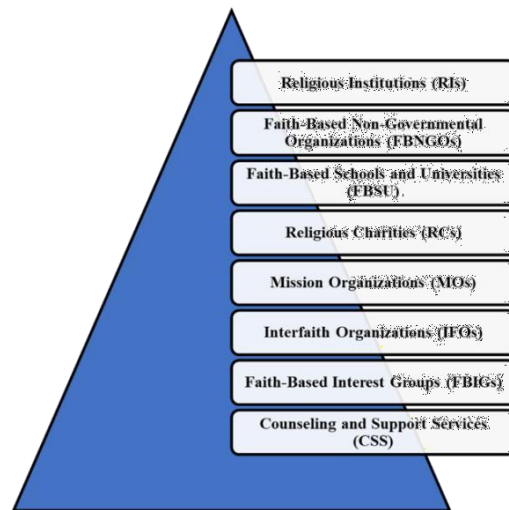 Religious Institutions (RIs)
Faith-Based Non-Governmental
Organizations (FBNGOs)
Faith-Based Schools and Universities
(FBSU)
Religious Charities (RCs)
Mission Organizations (MOs)
Interfaith Organizations (IFOs)
Faith-Based Interest Groups (FBIGs)
Counseling and Support Services
(CSS)